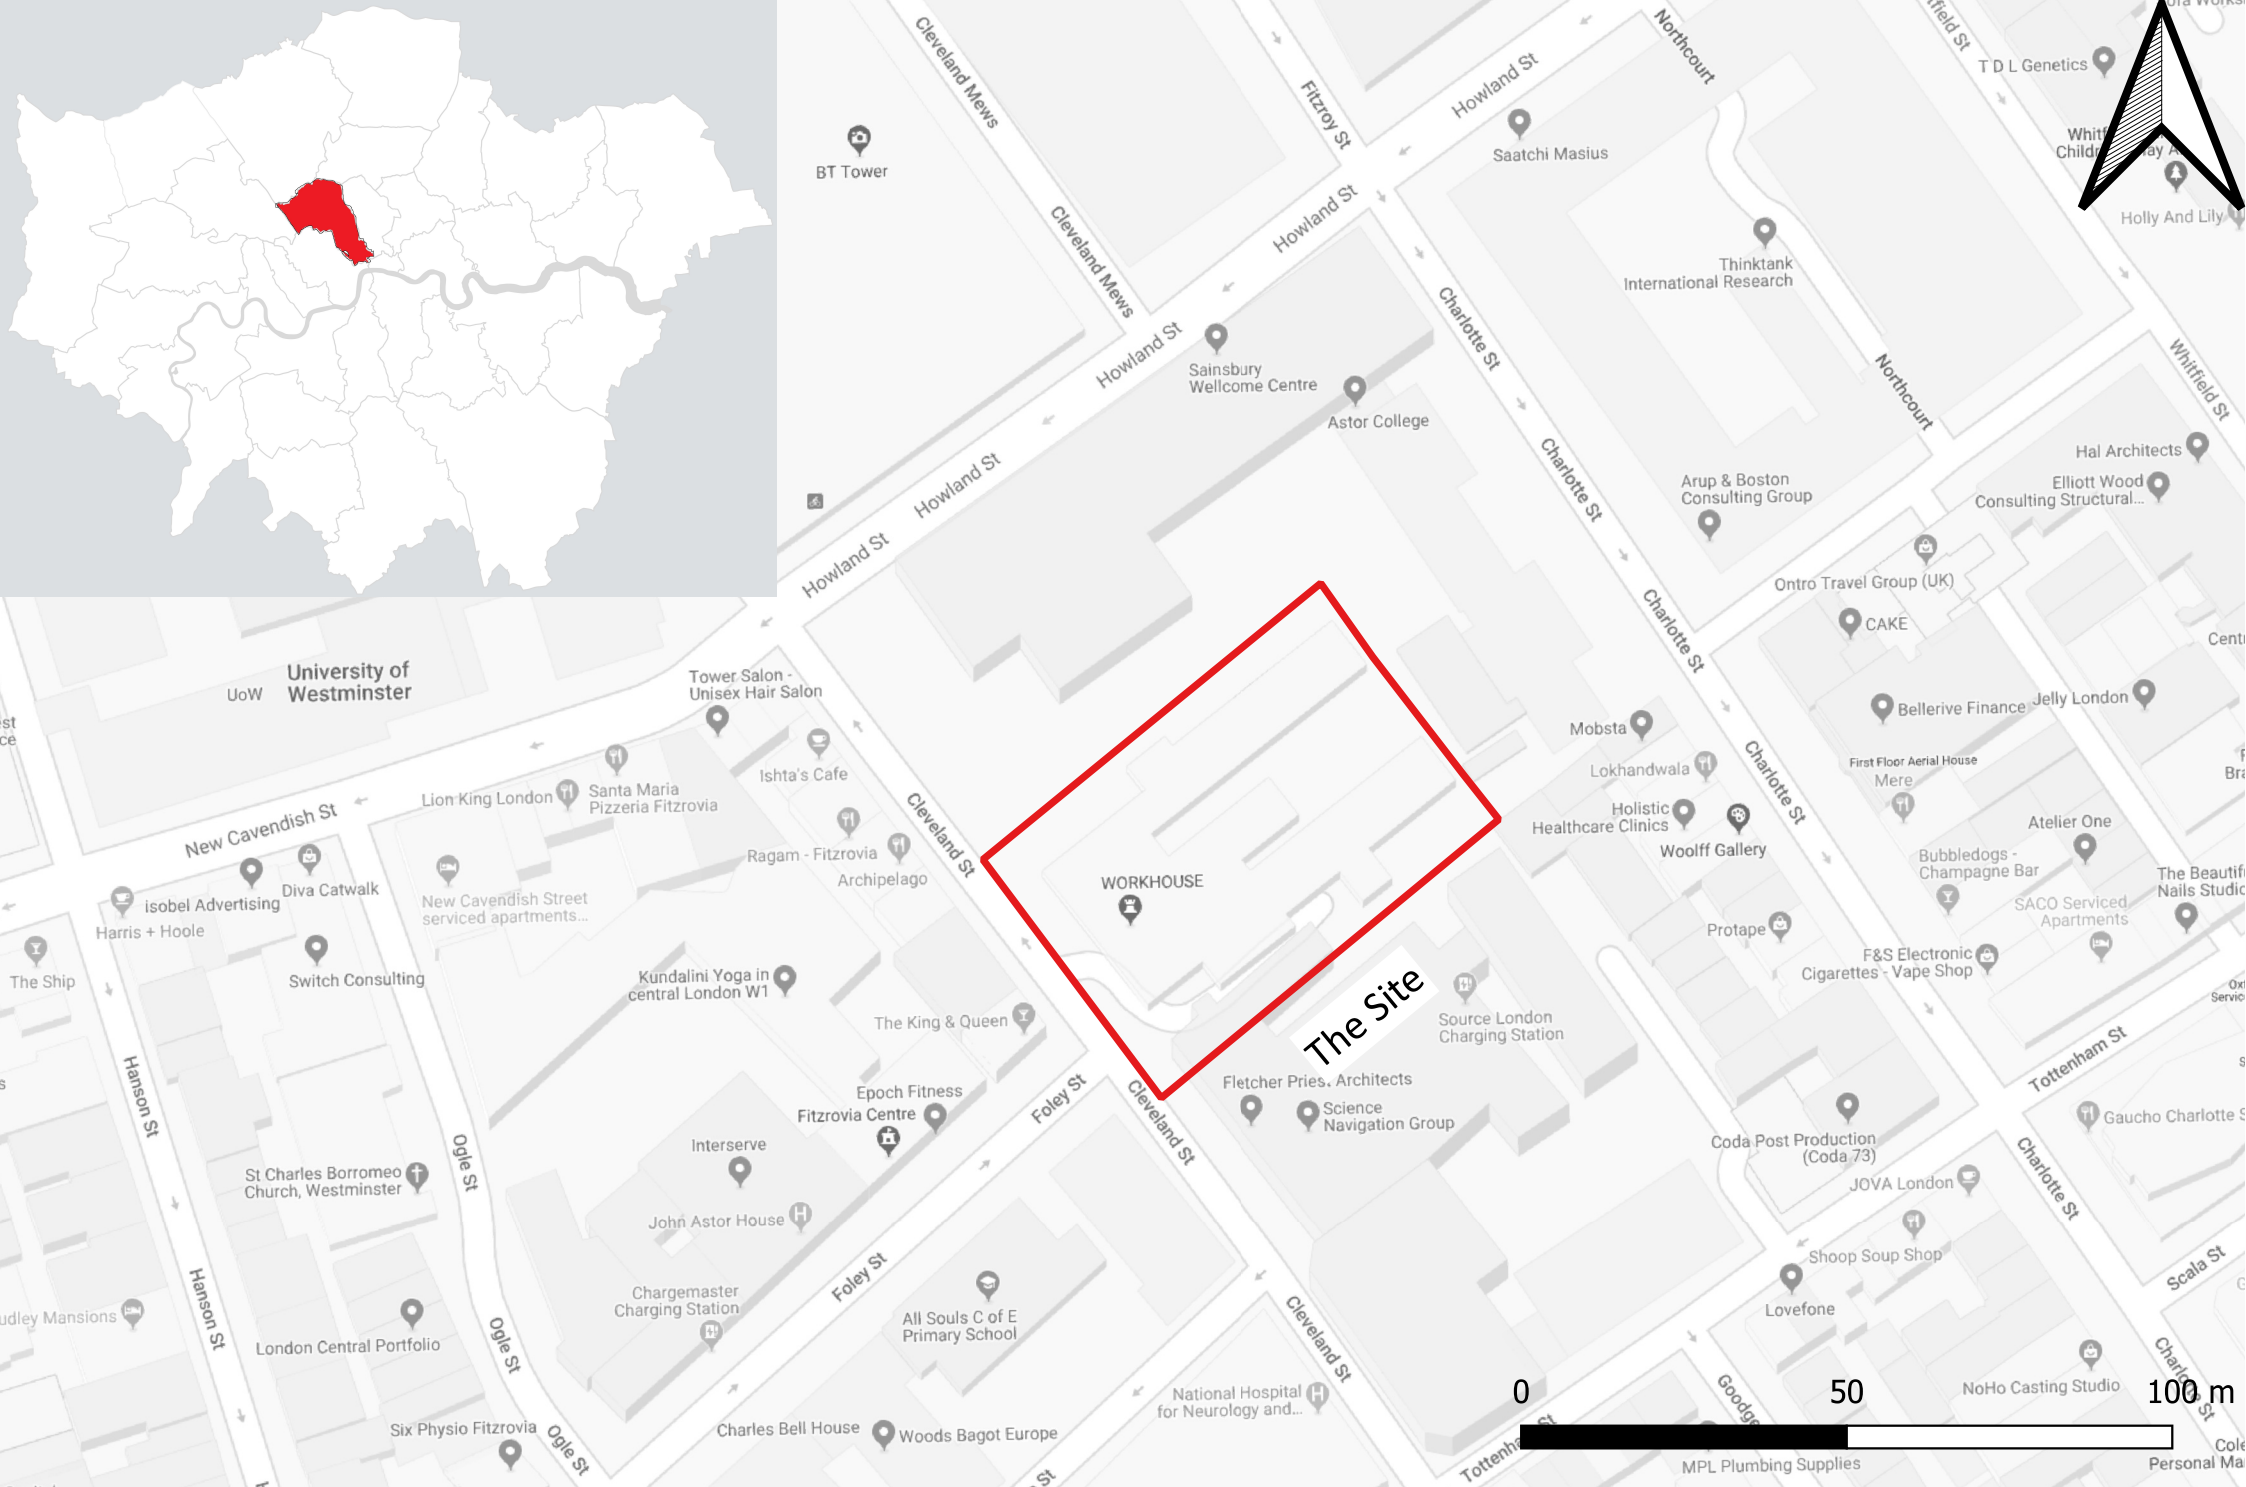 Cleveland Mews
Fitzroy St
Howland St
Northcourt
T D L Genetics
Saatchi Masius
BT Tower
Holly And Lily
Howland St
Cleveland Mews
Thinktank
International Research
Howland St
Charlotte St
Sainsbury
Wellcome Centre
Astor College
Northcourt
Whitfield St
Howland St
Charlotte St
Hal Architects
Arup & Boston
Consulting Group
Elliott Wood
Consulting Structural...
Howland St
Ontro Travel Group (UK)
CAKE
Charlotte St
UoW
University of
Westminster
Tower Salon -
Unisex Hair Salon
Bellerive Finance
Jelly London
Mobsta
Ishta's Cafe
Lokhandwala
First Floor Aerial House
Mere
Lion King London
Santa Maria
Pizzeria Fitzrovia
Cleveland St
Charlotte St
Holistic
Healthcare Clinics
Woolff Gallery
Atelier One
New Cavendish St
Ragam - Fitzrovia
Archipelago
Bubbledogs -
Champagne Bar
isobel Advertising
Diva Catwalk
New Cavendish Street
serviced apartments...
WORKHOUSE
SACO Serviced
Apartments
Harris + Hoole
Protape
The Ship
Switch Consulting
Kundalini Yoga in
central London W1
F&S Electronic
Cigarettes - Vape Shop
The Site
The King & Queen
Source London
Charging Station
Hanson St
Epoch Fitness
Fitzrovia Centre
Foley St
Cleveland St
Fletcher Priest Architects
Science
Navigation Group
Tottenham St
Gaucho Charlotte S
Interserve
Coda Post Production
(Coda 73)
St Charles Borromeo
Church, Westminster
Ogle St
JOVA London
Charlotte St
John Astor House
Shoop Soup Shop
Foley St
Scala St
Hanson St
Chargemaster
Charging Station
All Souls C of E
Primary School
Lovefone
Cleveland St
London Central Portfolio
Ogle St
National Hospital
for Neurology and...
NoHo Casting Studio
0 50 100 m
Six Physio Fitzrovia
Ogle St
Charles Bell House
Woods Bagot Europe
MPL Plumbing Supplies